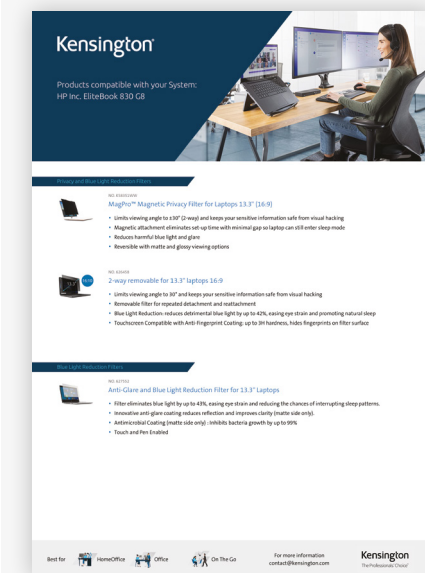 Kensington
Products compatible with your System:
HP Inc. EliteBook 830 G8
Privacy and Blue Light Reduction Filters
MagPro™ Magnetic Privacy Filter for Laptops 13.3" (16:9)
• Limits viewing angle to ±30° (2-way) and keeps your sensitive information safe from visual hacking
• Magnetic attachment eliminates set-up time with minimal gap so laptop can still enter sleep mode
• Reduces harmful blue light and glare
• Reversible with matte and glossy viewing options
2-way removable for 13.3" laptops 16:9
• Limits viewing angle to 30° and keeps your sensitive information safe from visual hacking
• Removable filter for repeated detachment and reattachment
• Blue Light Reduction: reduces detrimental blue light by up to 42%, easing eye strain and promoting natural sleep
• Touchscreen Compatible with Anti-Fingerprint Coating: up to 3H hardness, hides fingerprints on filter surface
Blue Light Reduction Filters
Anti-Glare and Blue Light Reduction Filter for 13.3" Laptops
• Filter eliminates blue light by up to 43%, easing eye strain and reducing the chances of interrupting sleep patterns.
• Innovative anti-glare coating reduces reflection and improves clarity (matte side only).
• Antimicrobial Coating (matte side only) : Inhibits bacteria growth by up to 99%
• Touch and Pen Enabled
Best for
HomeOffice
Office
On The Go
For more information
contact@kensington.com
Kensington
The Professionals' Choice